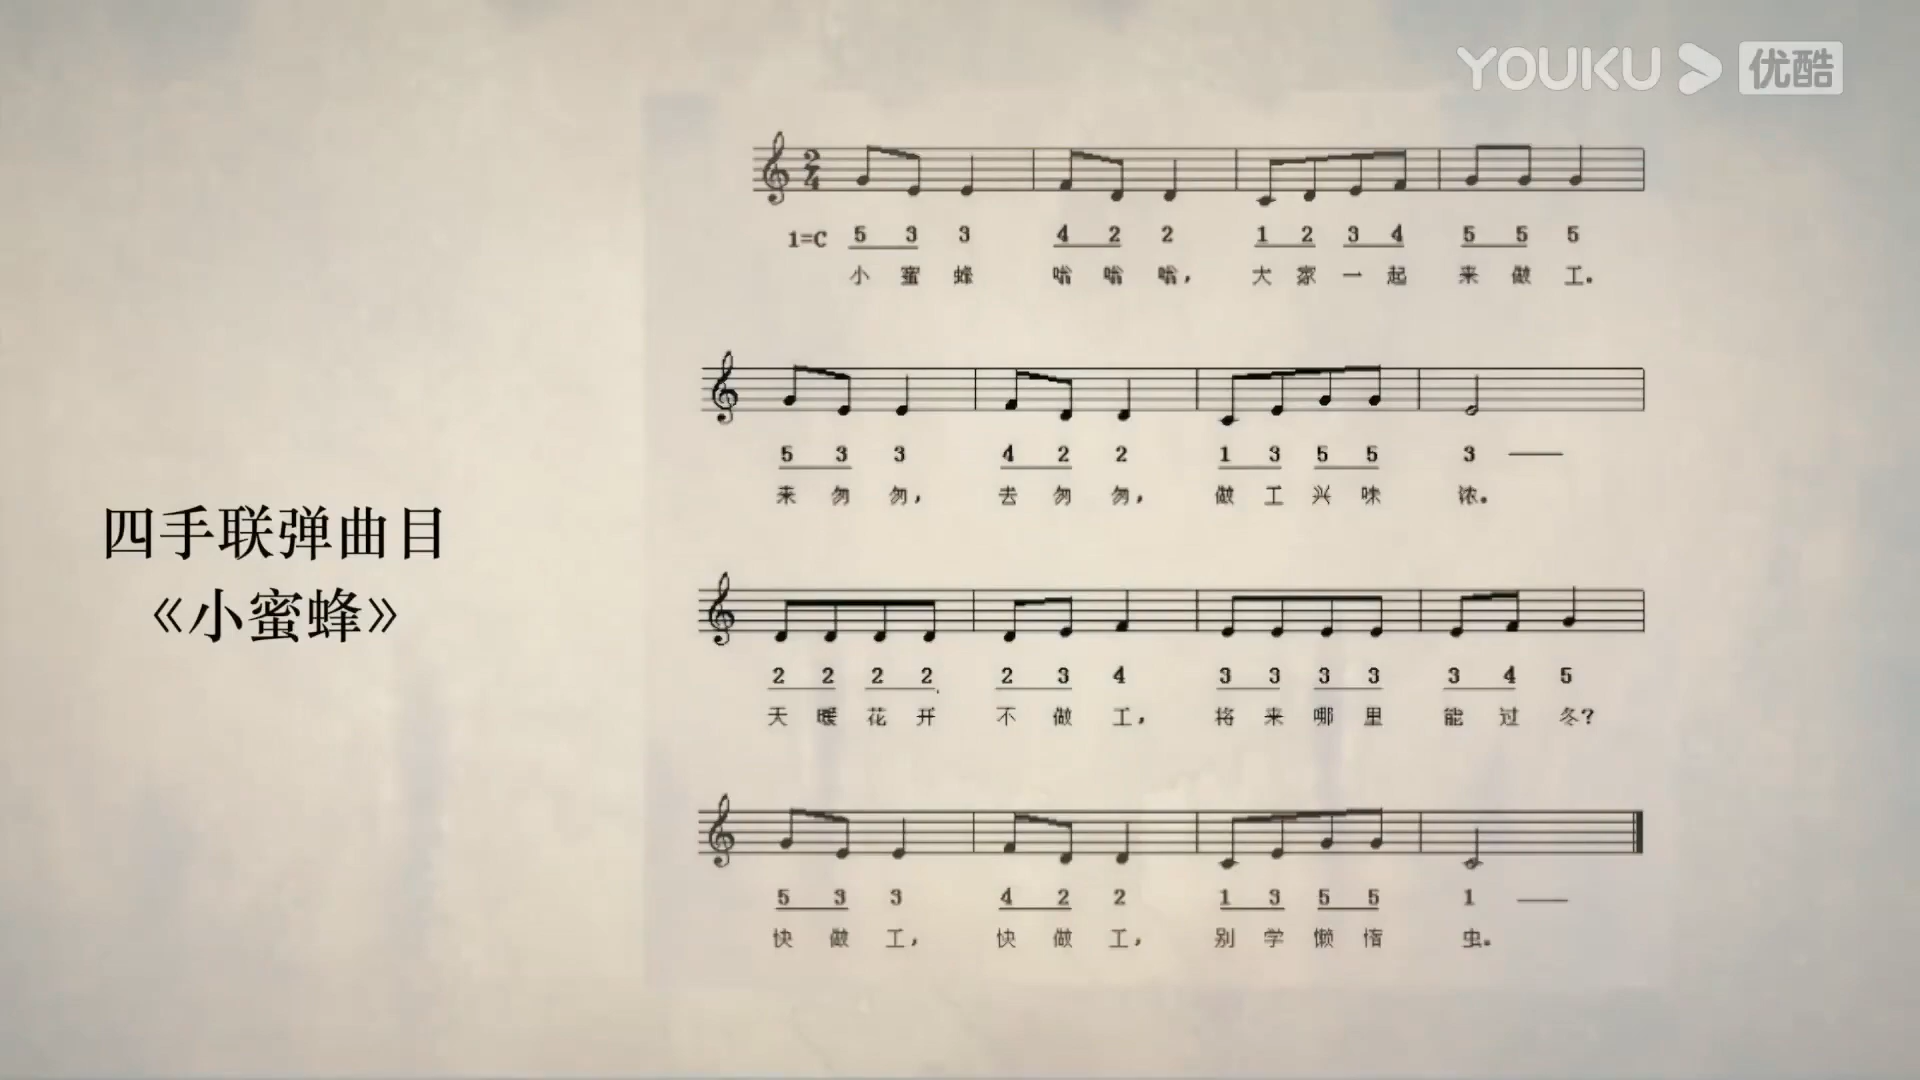 YOUKU 优酷
2
4
1=C 5 3 3 4 2 2 1 2 3 4 5 5 5
小 蜜 蜂 嗡 嗡 嗡, 大 家 一 起 来 做 工。
5 3 3 4 2 2 1 3 5 5 3 —
来 匆 匆, 去 匆 匆, 做 工 兴 味 浓。
四手联弹曲目
《小蜜蜂》
2 2 2 2 2 3 4 3 3 3 3 3 4 5
天 暖 花 开 不 做 工, 将 来 哪 里 能 过 冬?
5 3 3 4 2 2 1 3 5 5 1 —
快 做 工, 快 做 工, 别 学 懒 惰 虫。